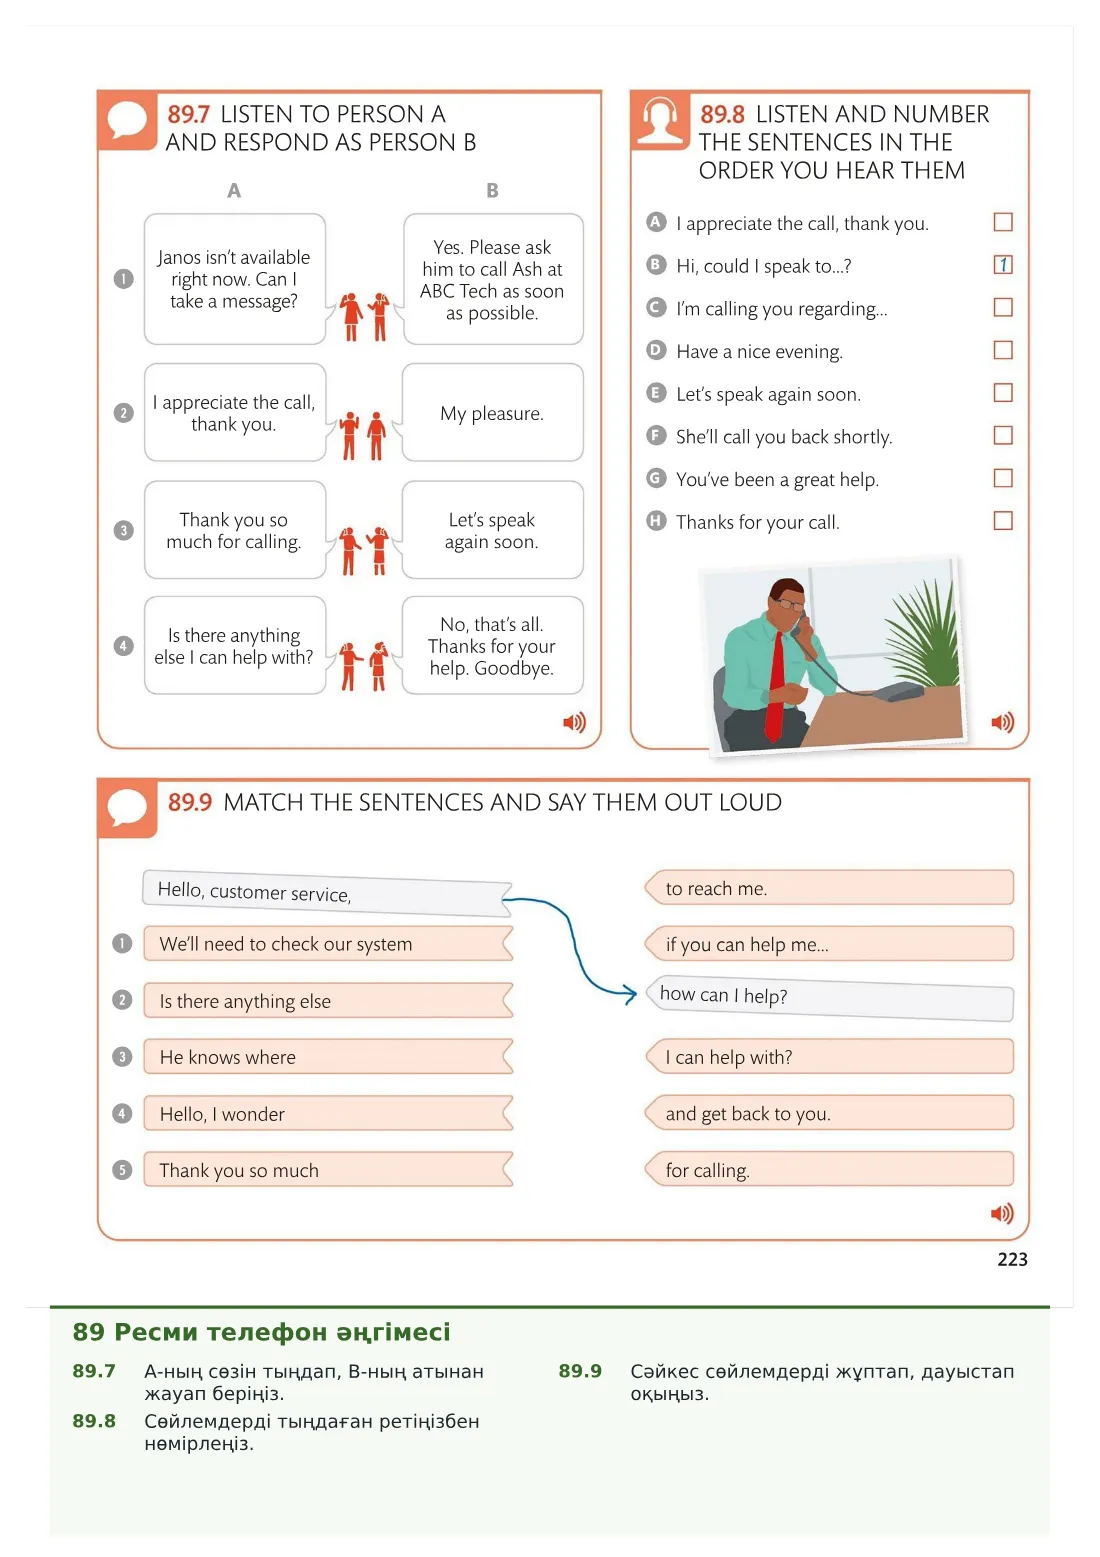 89.7 LISTEN TO PERSON A
AND RESPOND AS PERSON B
A
B
1
Janos isn't available
right now. Can I
take a message?
Yes. Please ask
him to call Ash at
ABC Tech as soon
as possible.
2
I appreciate the call,
thank you.
My pleasure.
3
Thank you so
much for calling.
Let's speak
again soon.
4
Is there anything
else I can help with?
No, that's all.
Thanks for your
help. Goodbye.
89.8 LISTEN AND NUMBER
THE SENTENCES IN THE
ORDER YOU HEAR THEM
A I appreciate the call, thank you.
B Hi, could I speak to...? 1
C I'm calling you regarding...
D Have a nice evening.
E Let's speak again soon.
F She'll call you back shortly.
G You've been a great help.
H Thanks for your call.
89.9 MATCH THE SENTENCES AND SAY THEM OUT LOUD
Hello, customer service,
to reach me.
1 We'll need to check our system
if you can help me...
2 Is there anything else
how can I help?
3 He knows where
I can help with?
4 Hello, I wonder
and get back to you.
5 Thank you so much
for calling.
223
89 Ресми телефон әңгімесі
89.7 А-ның сөзін тыңдап, В-ның атынан
жауап беріңіз.
89.8 Сөйлемдерді тыңдаған ретіңізбен
нөмірлеңіз.
89.9 Сәйкес сөйлемдерді жұптап, дауыстап
оқыңыз.